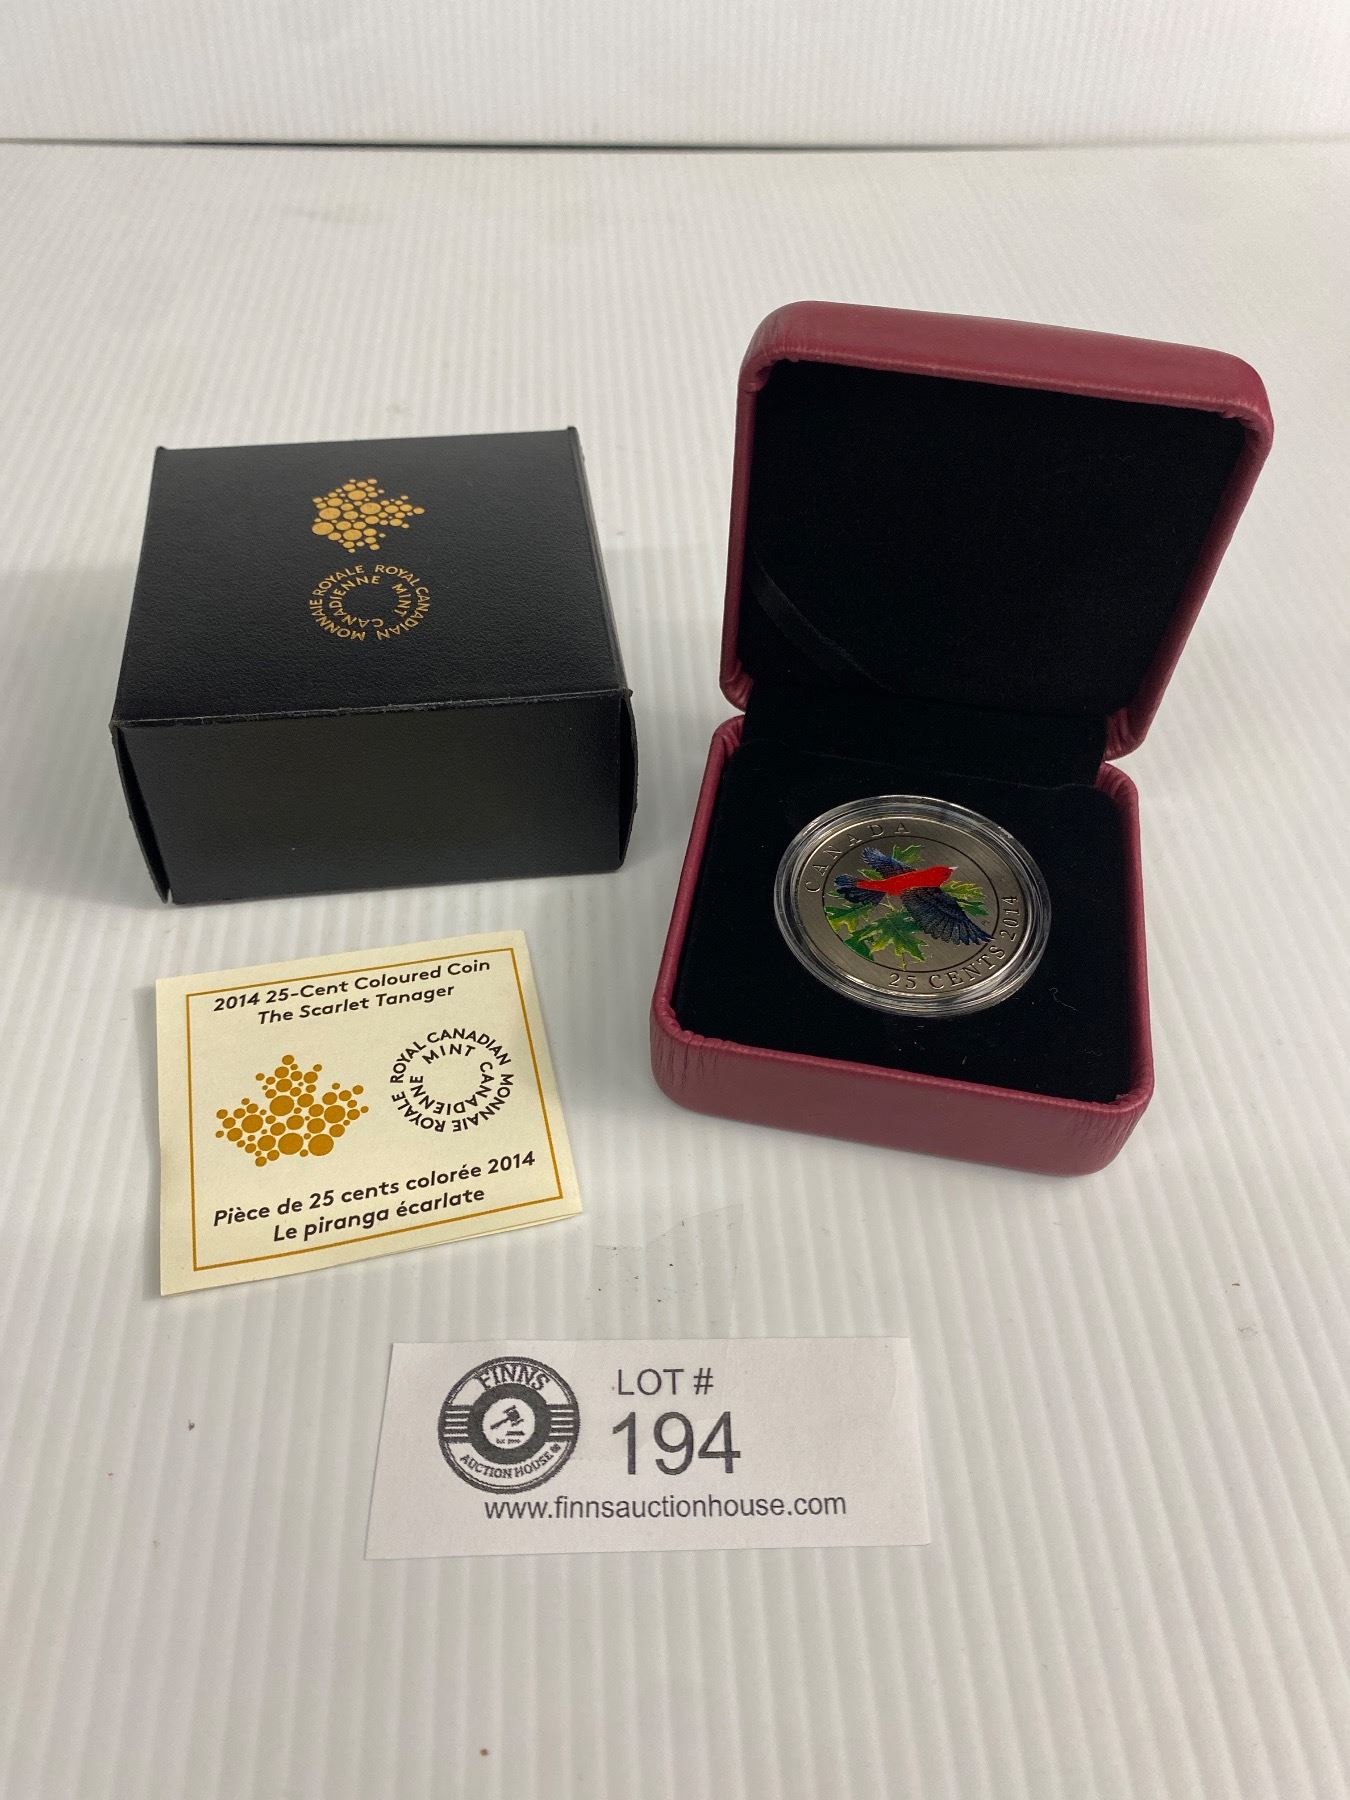 MONNAIE ROYALE ROYAL CANADIAN
CANADIENNE MINT
CANADA
25 CENTS 2014
2014 25-Cent Coloured Coin
The Scarlet Tanager
MONNAIE ROYALE ROYAL CANADIAN
CANADIENNE MINT
Pièce de 25 cents colorée 2014
Le piranga écarlate
FINNS
AUCTION HOUSE
LOT #
194
www.finnsauctionhouse.com